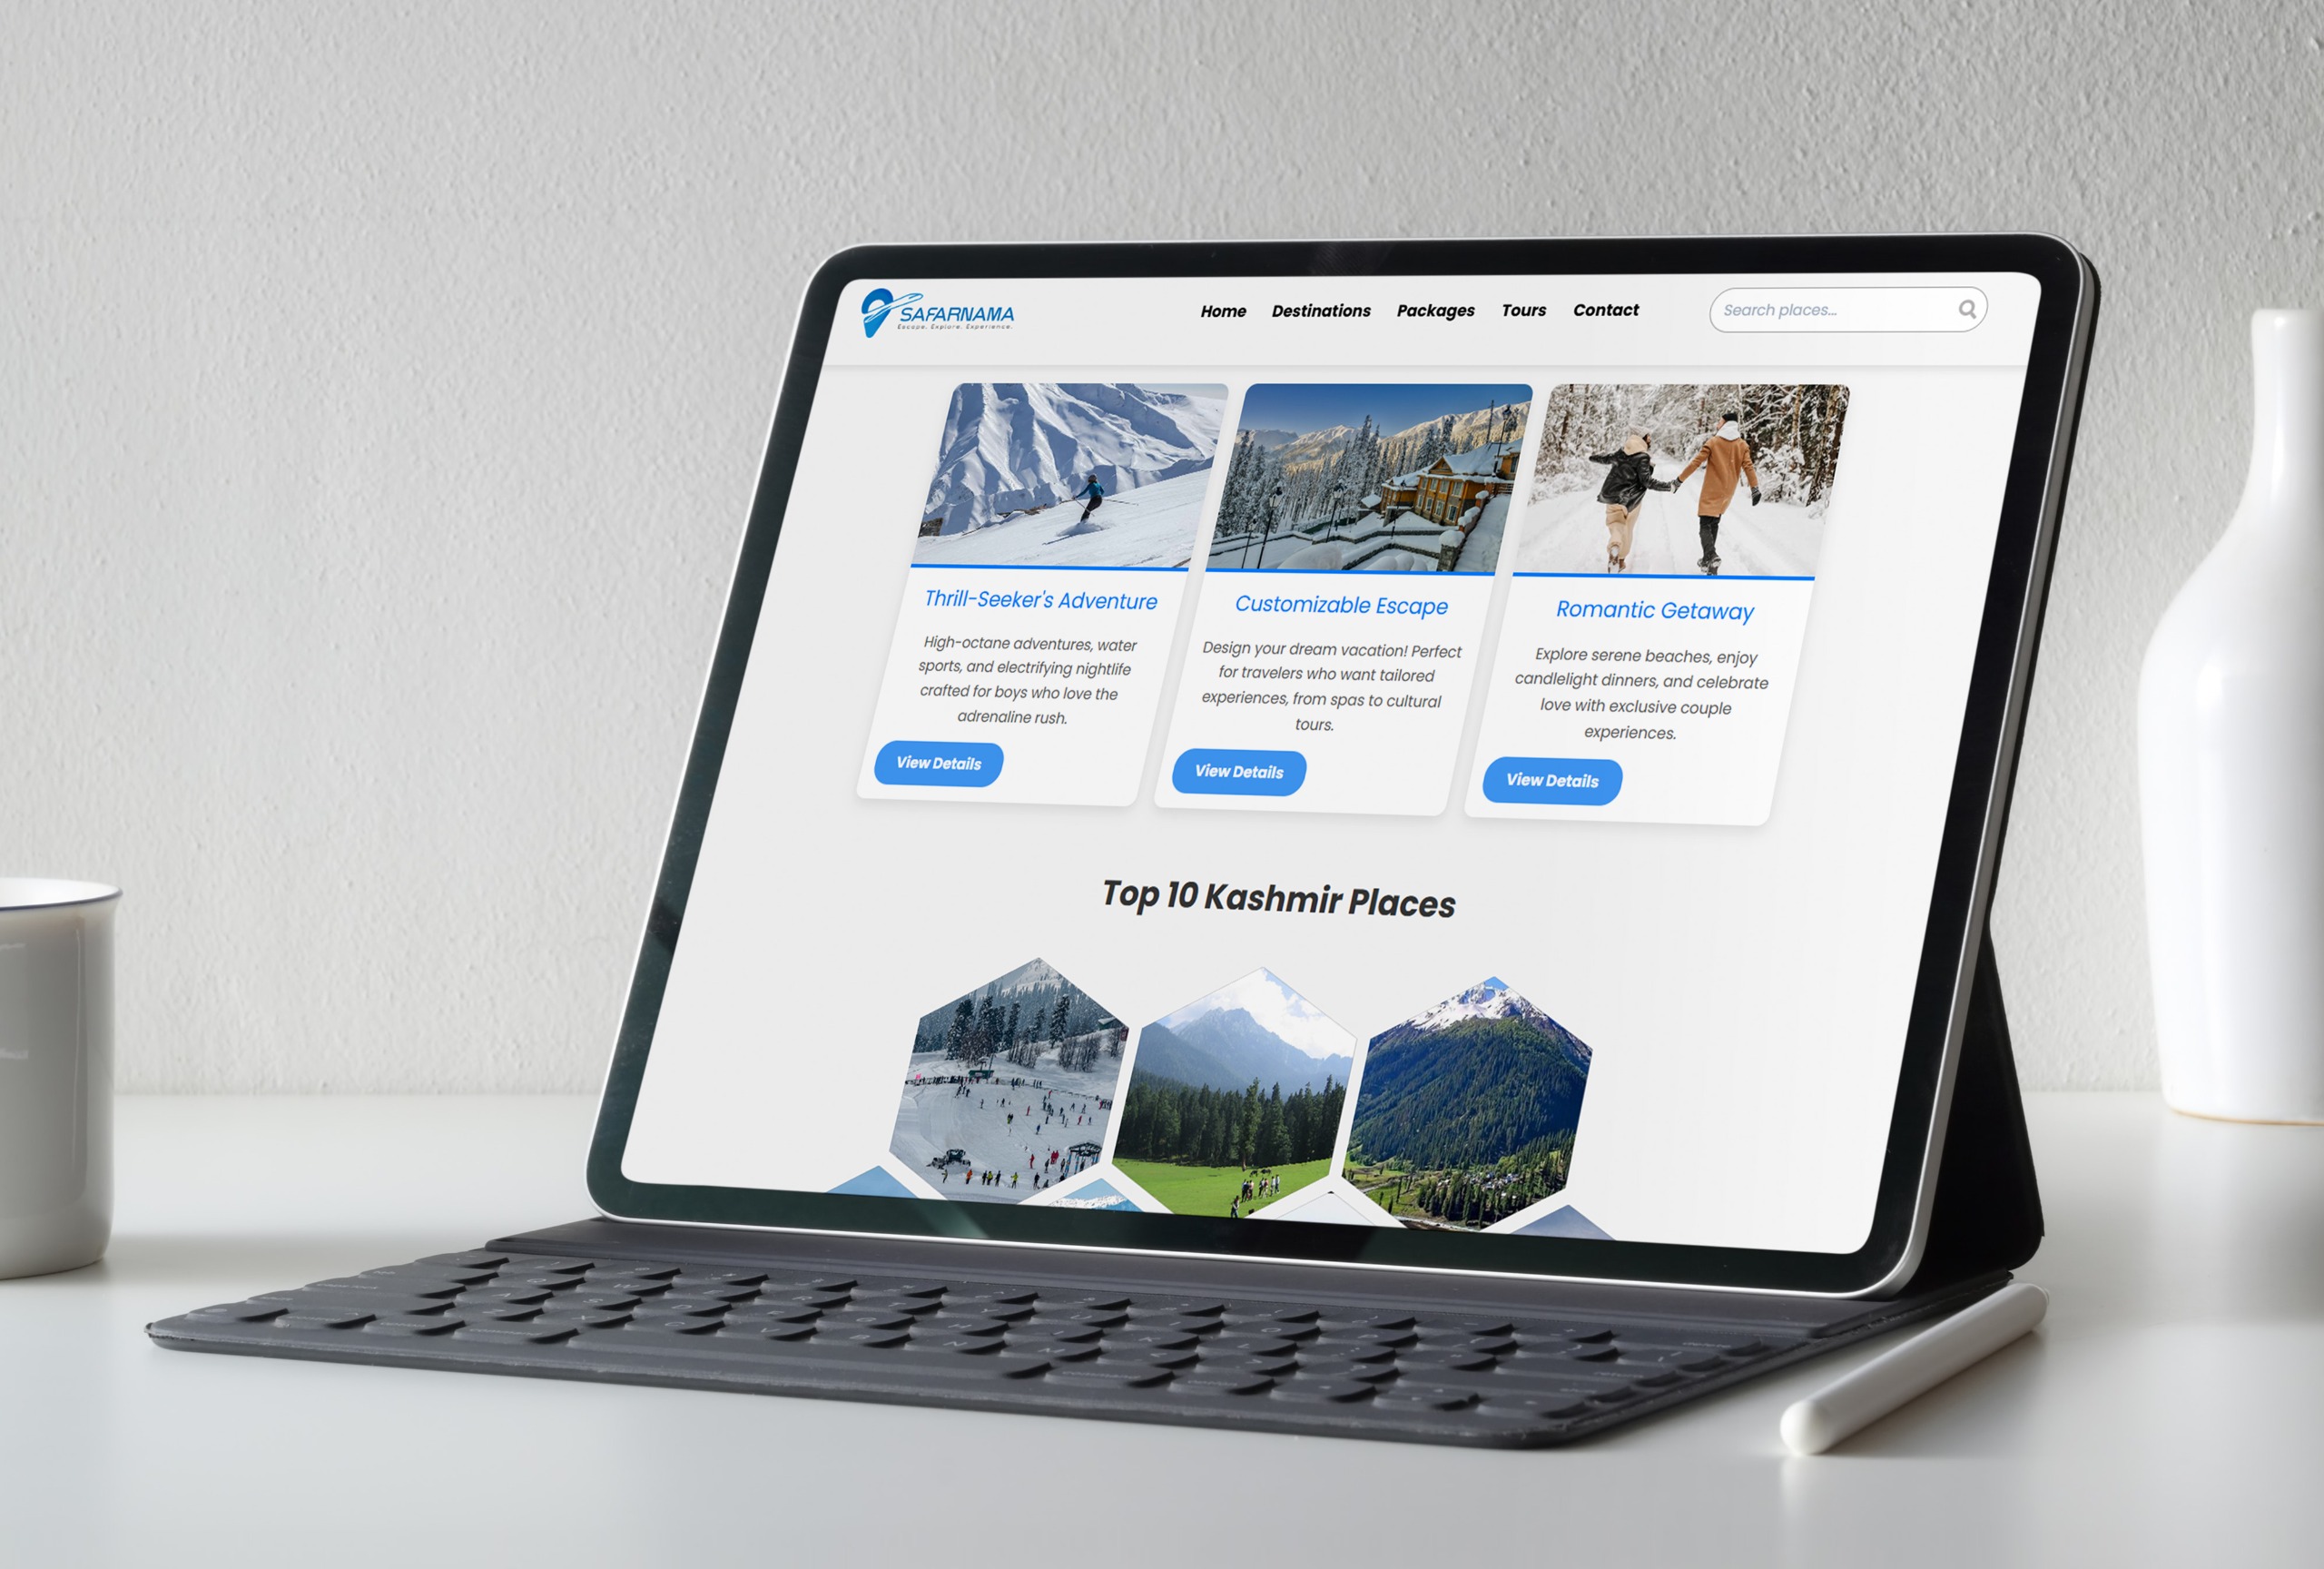 SAFARNAMA
Escape. Explore. Experience.
Home Destinations Packages Tours Contact
Search places...
Thrill-Seeker's Adventure
High-octane adventures, water
sports, and electrifying nightlife
crafted for boys who love the
adrenaline rush.
View Details
Customizable Escape
Design your dream vacation! Perfect
for travelers who want tailored
experiences, from spas to cultural
tours.
View Details
Romantic Getaway
Explore serene beaches, enjoy
candlelight dinners, and celebrate
love with exclusive couple
experiences.
View Details
Top 10 Kashmir Places